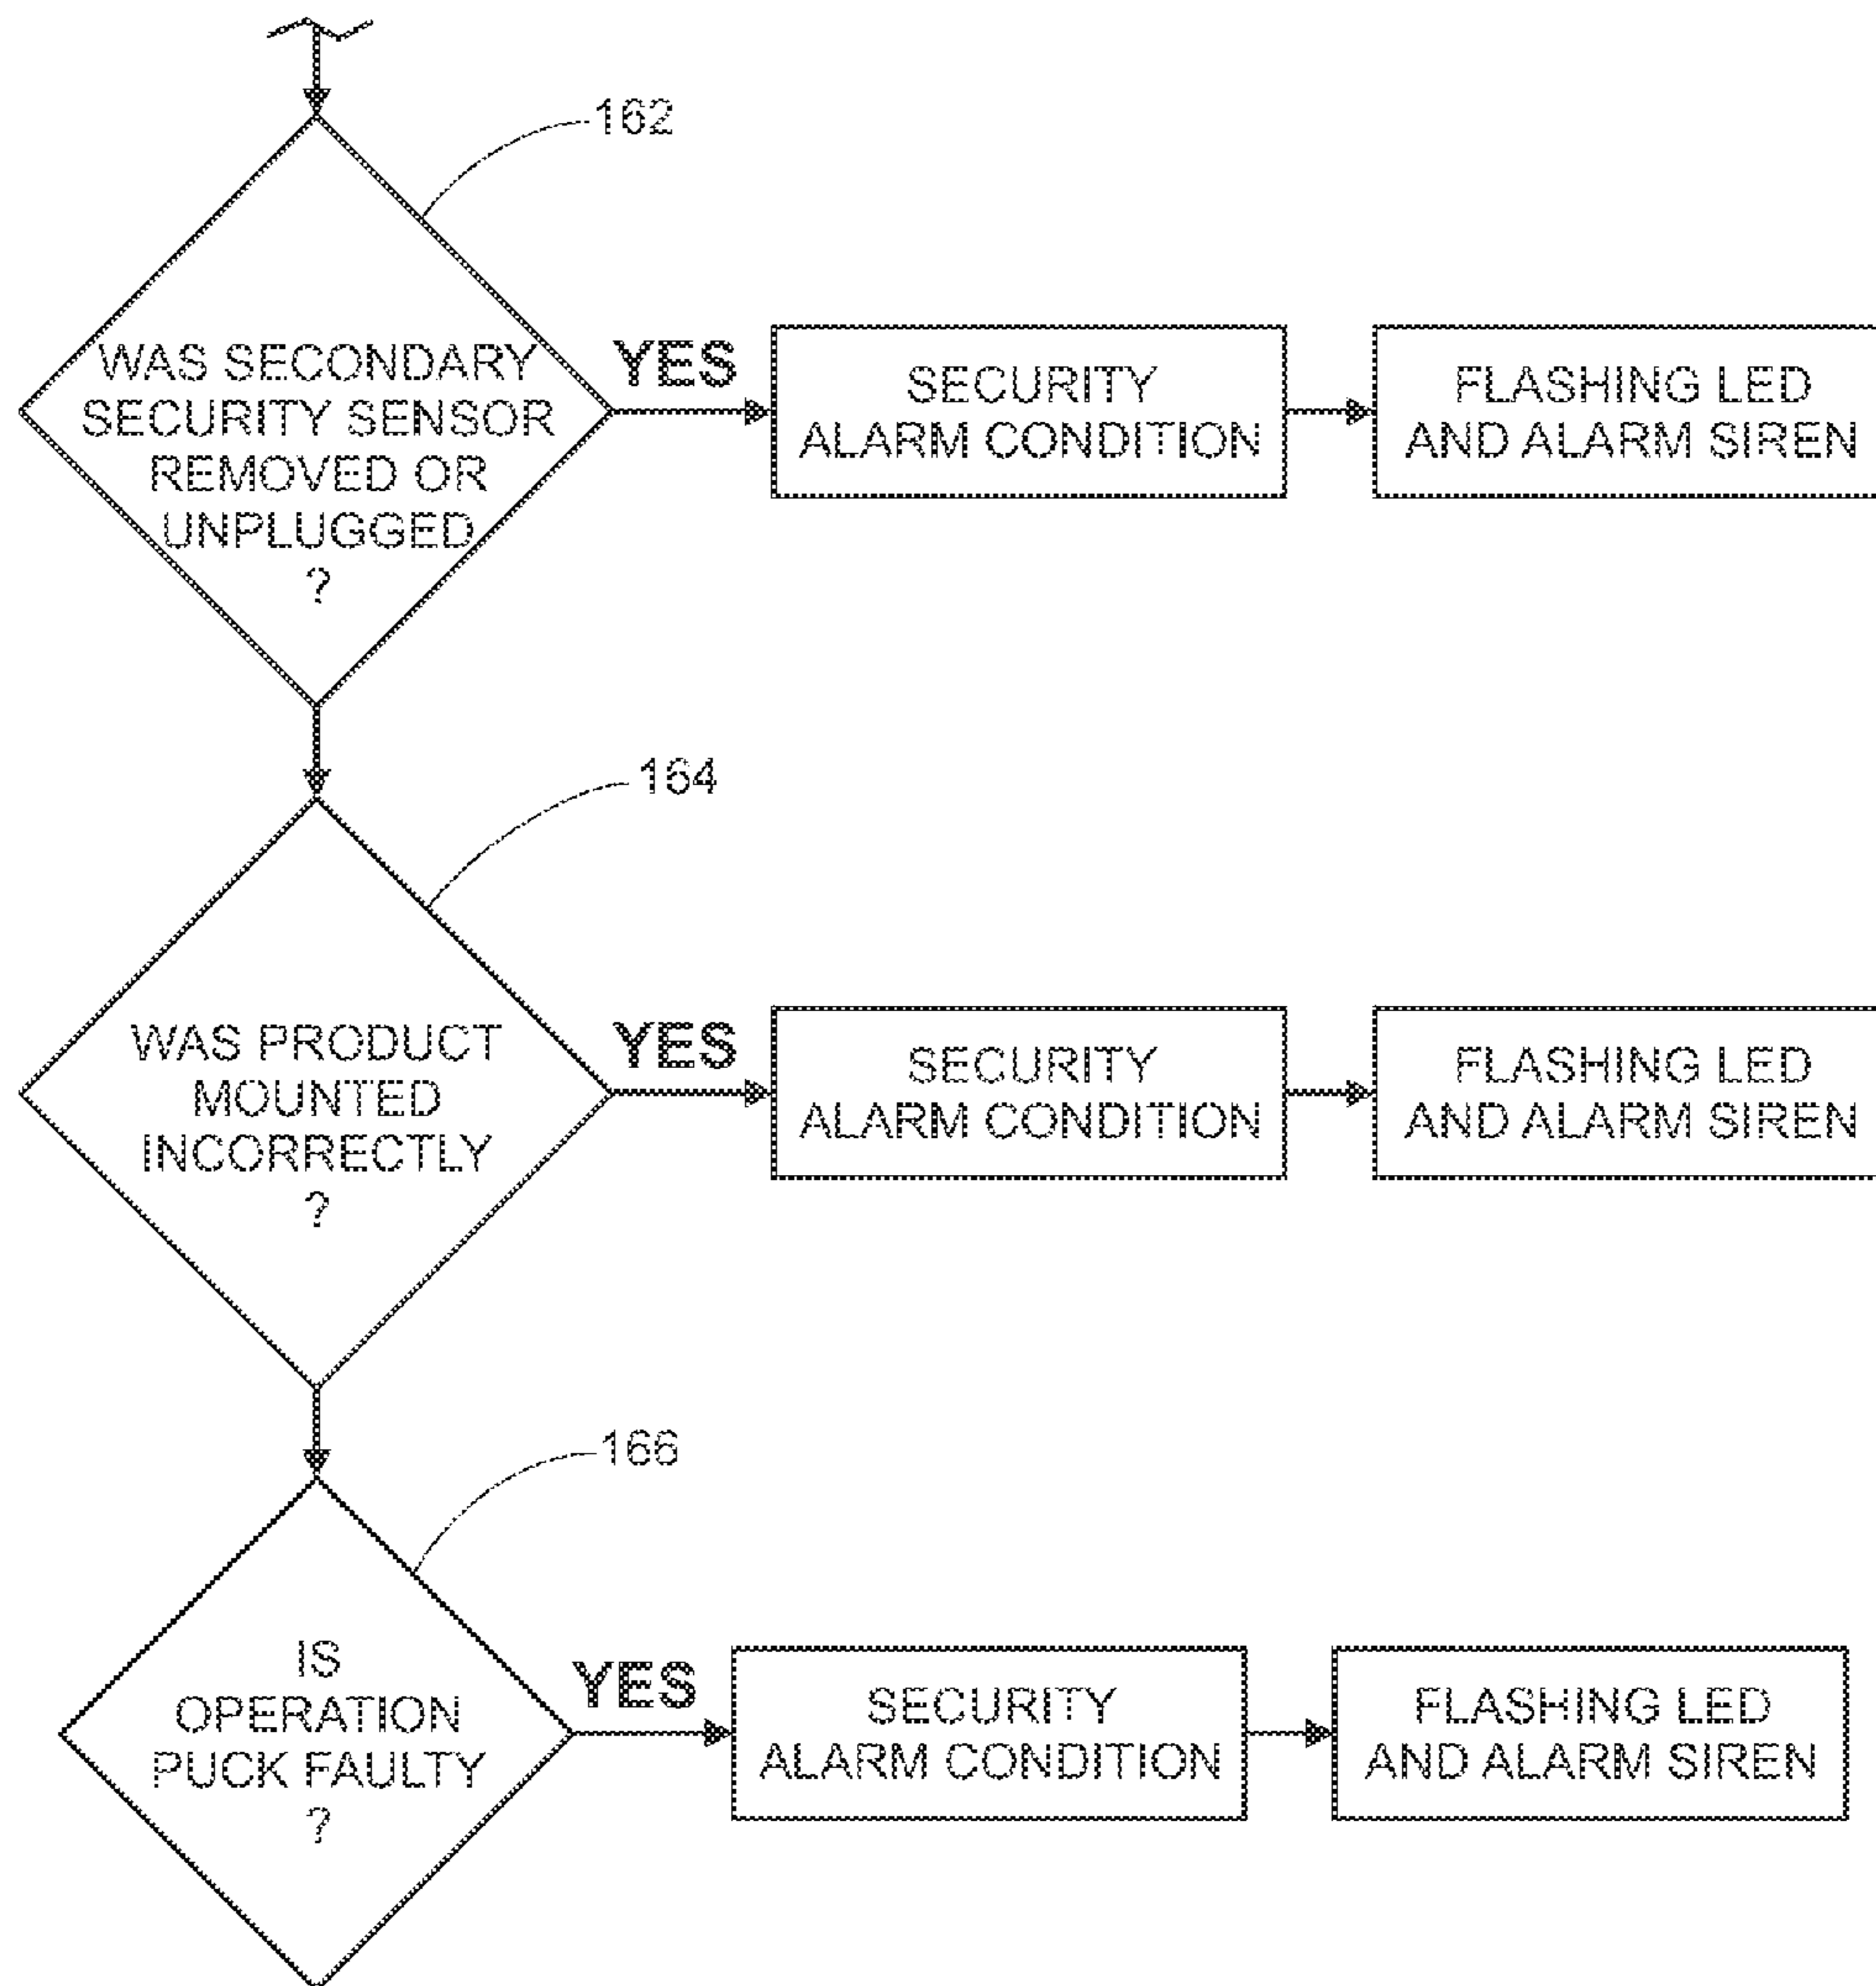 162
WAS SECONDARY
SECURITY SENSOR
REMOVED OR
UNPLUGGED
?
YES
SECURITY
ALARM CONDITION
FLASHING LED
AND ALARM SIREN
164
WAS PRODUCT
MOUNTED
INCORRECTLY
?
YES
SECURITY
ALARM CONDITION
FLASHING LED
AND ALARM SIREN
166
IS
OPERATION
PUCK FAULTY
?
YES
SECURITY
ALARM CONDITION
FLASHING LED
AND ALARM SIREN